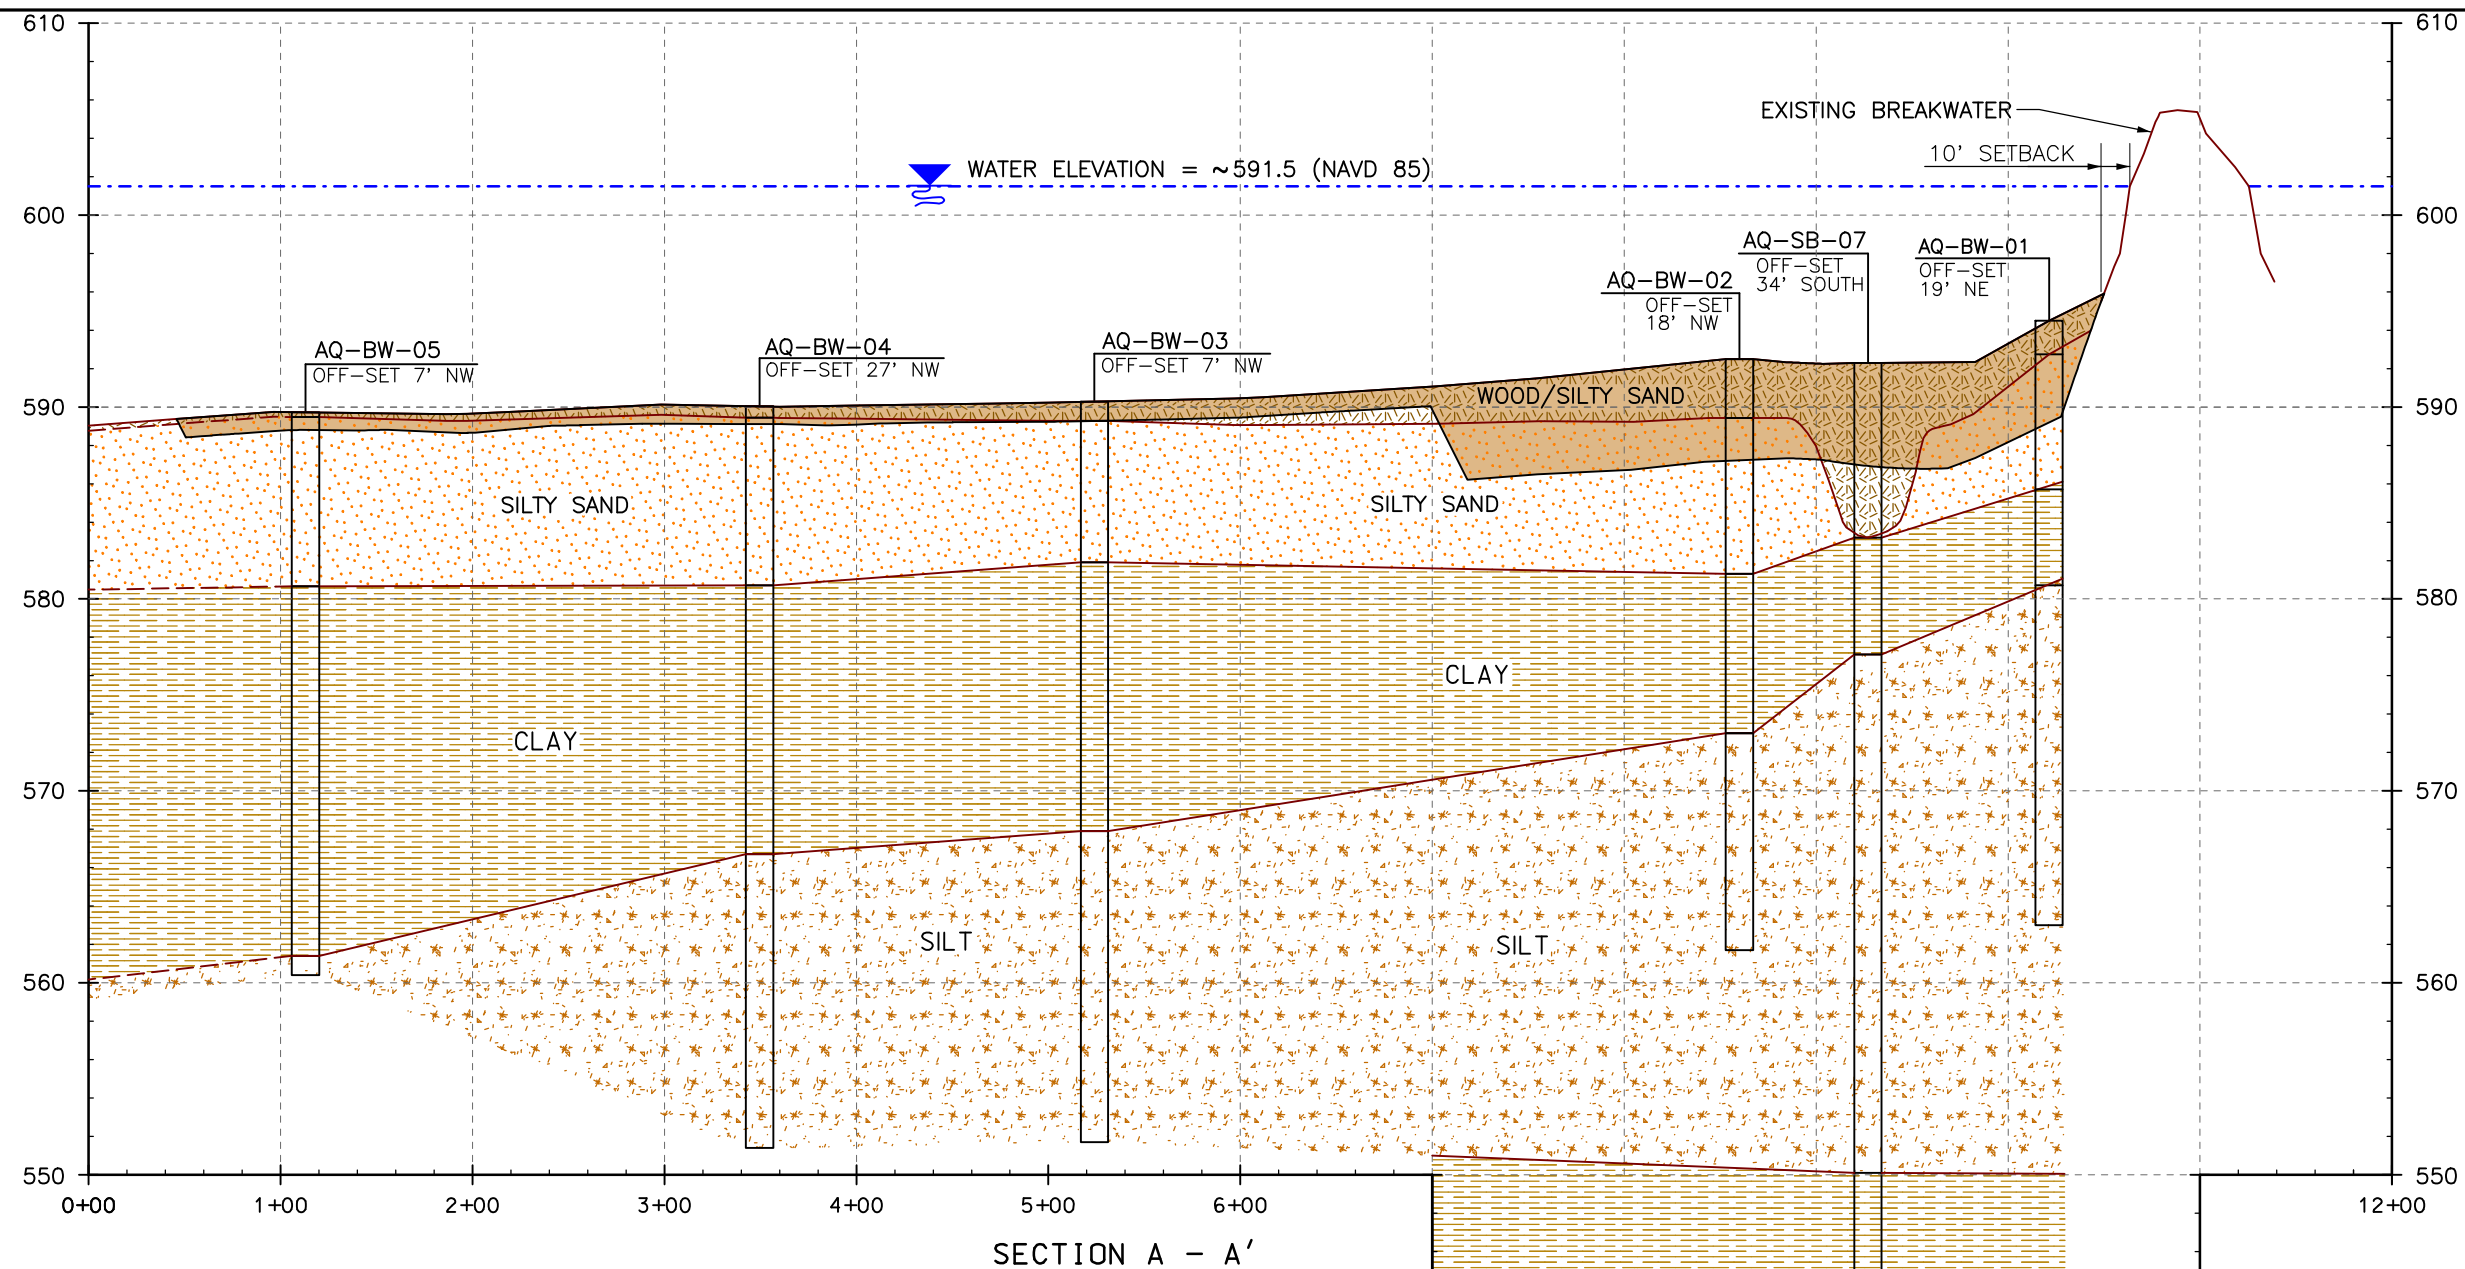 610
610
EXISTING BREAKWATER
10' SETBACK
WATER ELEVATION = ~591.5 (NAVD 85)
600
600
AQ-SB-07
OFF-SET
34' SOUTH
AQ-BW-01
OFF-SET
19' NE
AQ-BW-02
OFF-SET
18' NW
AQ-BW-05
OFF-SET 7' NW
AQ-BW-04
OFF-SET 27' NW
AQ-BW-03
OFF-SET 7' NW
590
590
WOOD/SILTY SAND
SILTY SAND
SILTY SAND
580
580
CLAY
CLAY
570
570
SILT
SILT
560
560
550
550
0+00
1+00
2+00
3+00
4+00
5+00
6+00
12+00
SECTION A - A'